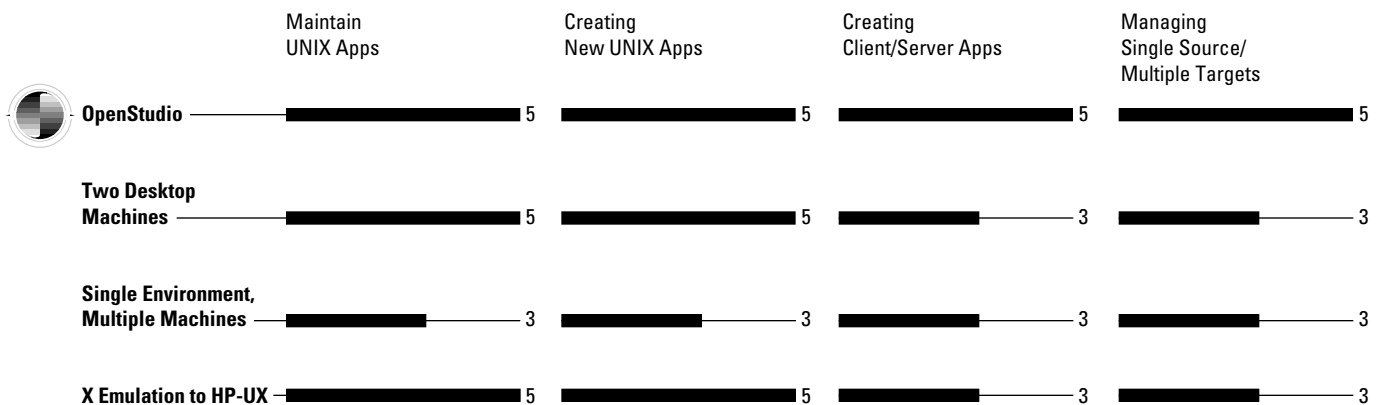 Maintain
UNIX Apps
Creating
New UNIX Apps
Creating
Client/Server Apps
Managing
Single Source/
Multiple Targets
OpenStudio 5 5 5 5
Two Desktop
Machines 5 5 3 3
Single Environment,
Multiple Machines 3 3 3 3
X Emulation to HP-UX 5 5 3 3